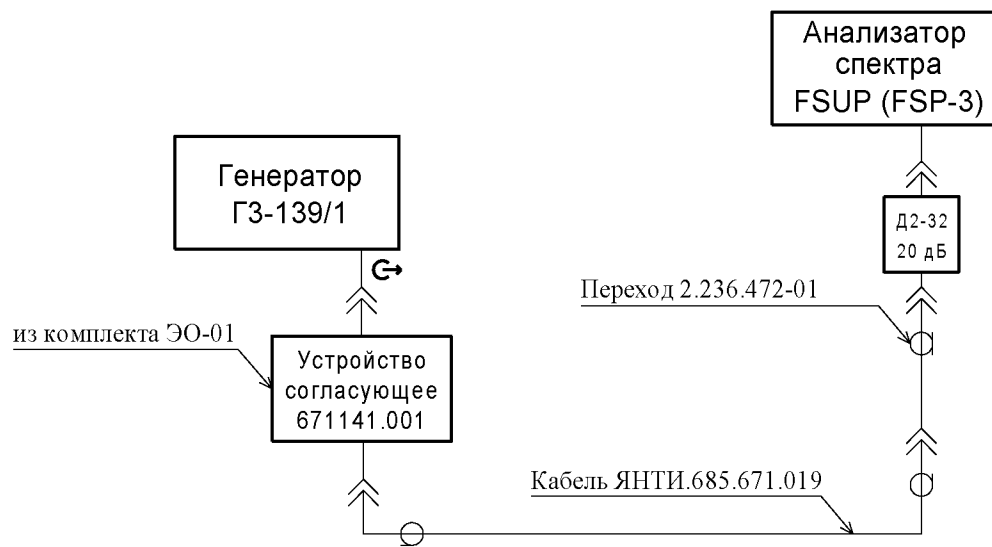 Анализатор
спектра
FSUP (FSP-3)
Генератор
Г3-139/1
Д2-32
20 дБ
Переход 2.236.472-01
из комплекта ЭО-01
Устройство
согласующее
671141.001
Кабель ЯНТИ.685.671.019